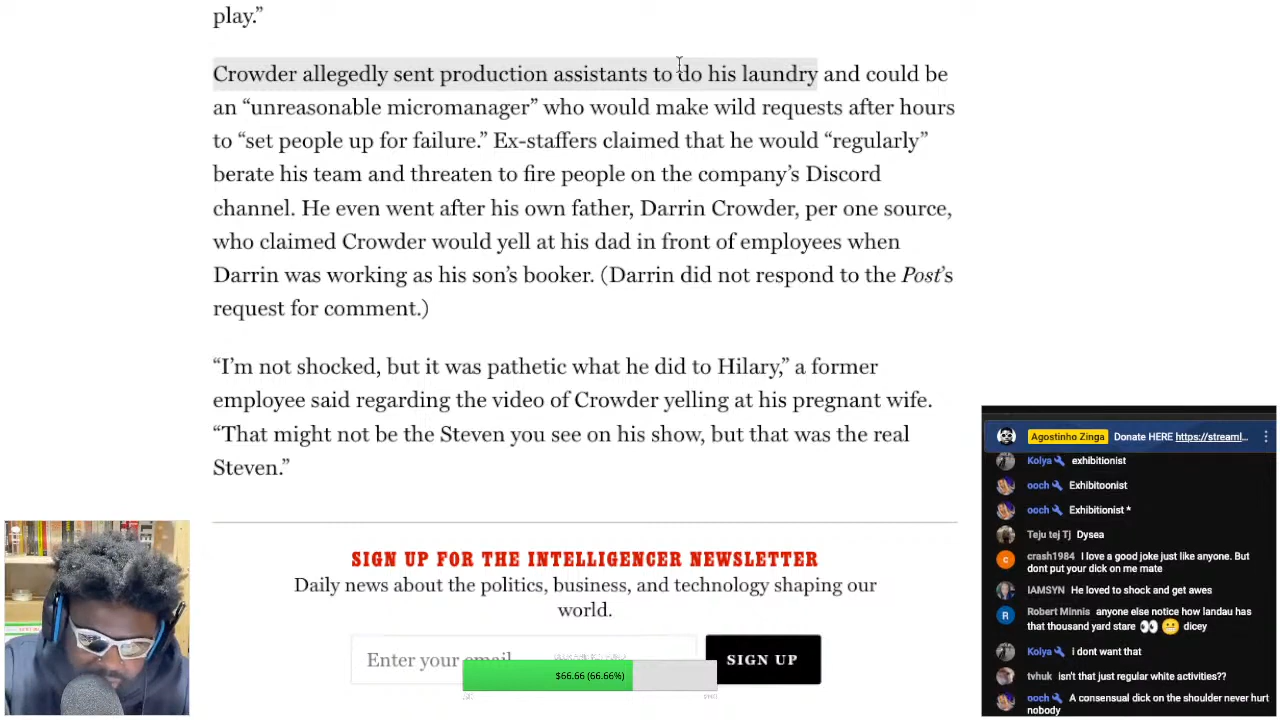 play.”
Crowder allegedly sent production assistants to do his laundry and could be
an “unreasonable micromanager” who would make wild requests after hours
to “set people up for failure.” Ex-staffers claimed that he would “regularly”
berate his team and threaten to fire people on the company’s Discord
channel. He even went after his own father, Darrin Crowder, per one source,
who claimed Crowder would yell at his dad in front of employees when
Darrin was working as his son’s booker. (Darrin did not respond to the Post’s
request for comment.)
“I’m not shocked, but it was pathetic what he did to Hilary,” a former
employee said regarding the video of Crowder yelling at his pregnant wife.
“That might not be the Steven you see on his show, but that was the real
Steven.”
SIGN UP FOR THE INTELLIGENCER NEWSLETTER
Daily news about the politics, business, and technology shaping our
world.
Enter your email
SIGN UP
$66.66 (66.66%)
Agostinho Zinga Donate HERE https://streaml...
Kolya exhibitionist
ooch Exhibitoonist
ooch Exhibitionist *
Teju tej Tj Dysea
crash1984 I love a good joke just like anyone. But
dont put your dick on me mate
IAMSYN He loved to shock and get awes
Robert Minnis anyone else notice how landau has
that thousand yard stare 👀 😬 dicey
Kolya i dont want that
tvhuk isn't that just regular white activities??
ooch A consensual dick on the shoulder never hurt
nobody